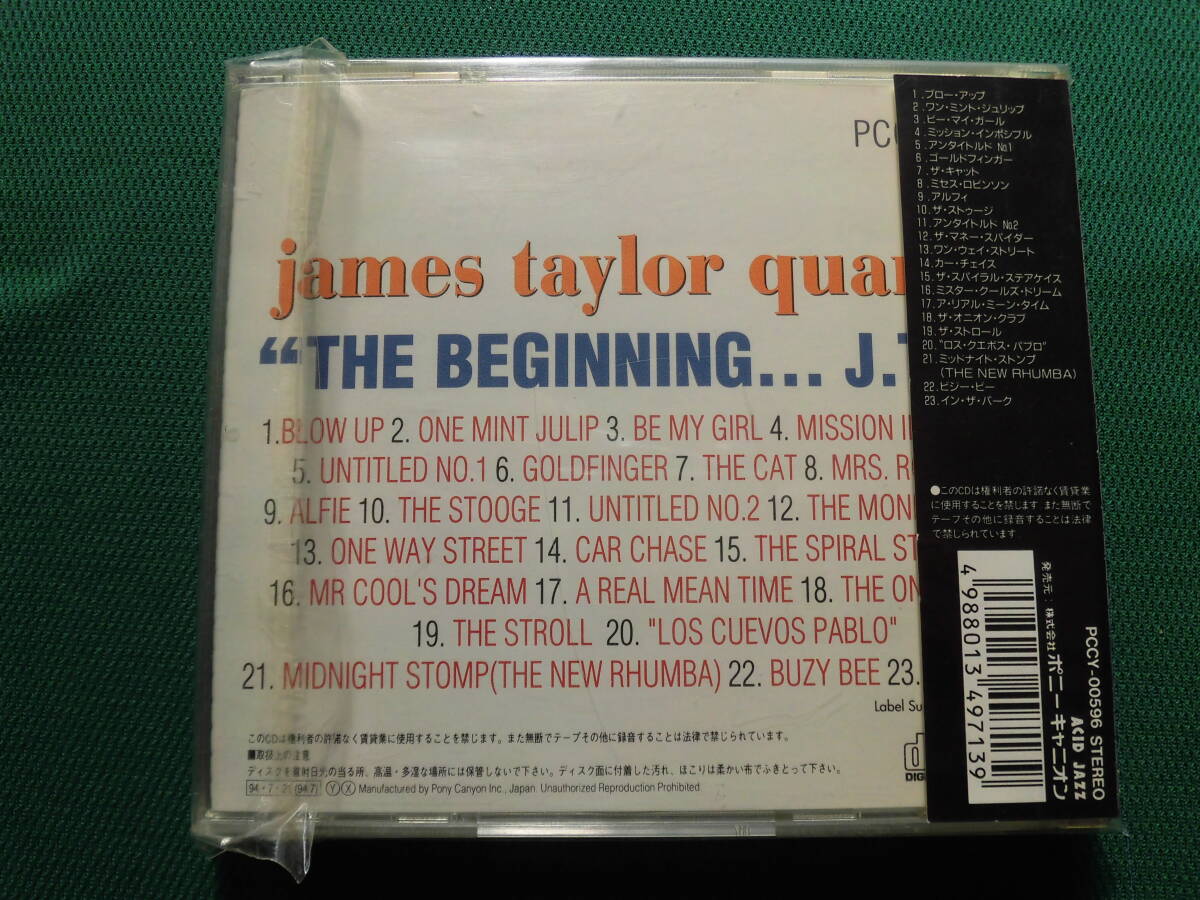 PCC
james taylor quar
“THE BEGINNING... J.T
1.BLOW UP 2. ONE MINT JULIP 3. BE MY GIRL 4. MISSION I
5. UNTITLED NO.1 6. GOLDFINGER 7. THE CAT 8. MRS. R
9. ALFIE 10. THE STOOGE 11. UNTITLED NO.2 12. THE MON
13. ONE WAY STREET 14. CAR CHASE 15. THE SPIRAL ST
16. MR COOL'S DREAM 17. A REAL MEAN TIME 18. THE ON
19. THE STROLL 20. "LOS CUEVOS PABLO"
21. MIDNIGHT STOMP(THE NEW RHUMBA) 22. BUZY BEE 23.
Label Su
このCDは権利者の許諾なく賃貸業に使用することを禁じます。また無断でテープその他に録音することは法律で禁じられています。
■取扱上の注意
ディスクを直射日光の当る所、高温・多湿な場所には保管しないで下さい。ディスク面に付着した汚れ、ほこりは柔かい布でふきとって下さい。
94・7・21 (94.7) Ⓨ Ⓧ Manufactured by Pony Canyon Inc., Japan. Unauthorized Reproduction Prohibited.
DIGI
1.ブロー・アップ
2.ワン・ミント・ジュリップ
3.ビー・マイ・ガール
4.ミッション・インポシブル
5.アンタイトルド №1
6.ゴールドフィンガー
7.ザ・キャット
8.ミセス・ロビンソン
9.アルフィ
10.ザ・ストゥージ
11.アンタイトルド №2
12.ザ・マネー・スパイダー
13.ワン・ウェイ・ストリート
14.カー・チェイス
15.ザ・スパイラル・ステアケイス
16.ミスター・クールズ・ドリーム
17.ア・リアル・ミーン・タイム
18.ザ・オニオン・クラブ
19.ザ・ストロール
20.“ロス・クエボス・パブロ”
21.ミッドナイト・ストンプ
(THE NEW RHUMBA)
22.ビジー・ビー
23.イン・ザ・パーク
●このCDは権利者の許諾なく賃貸業
に使用することを禁じます また無断で
テープその他に録音することは法律
で禁じられています
PCCY-00596 STEREO
ACID JAZZ
発売元：株式会社ポニーキャニオン
4988013497139